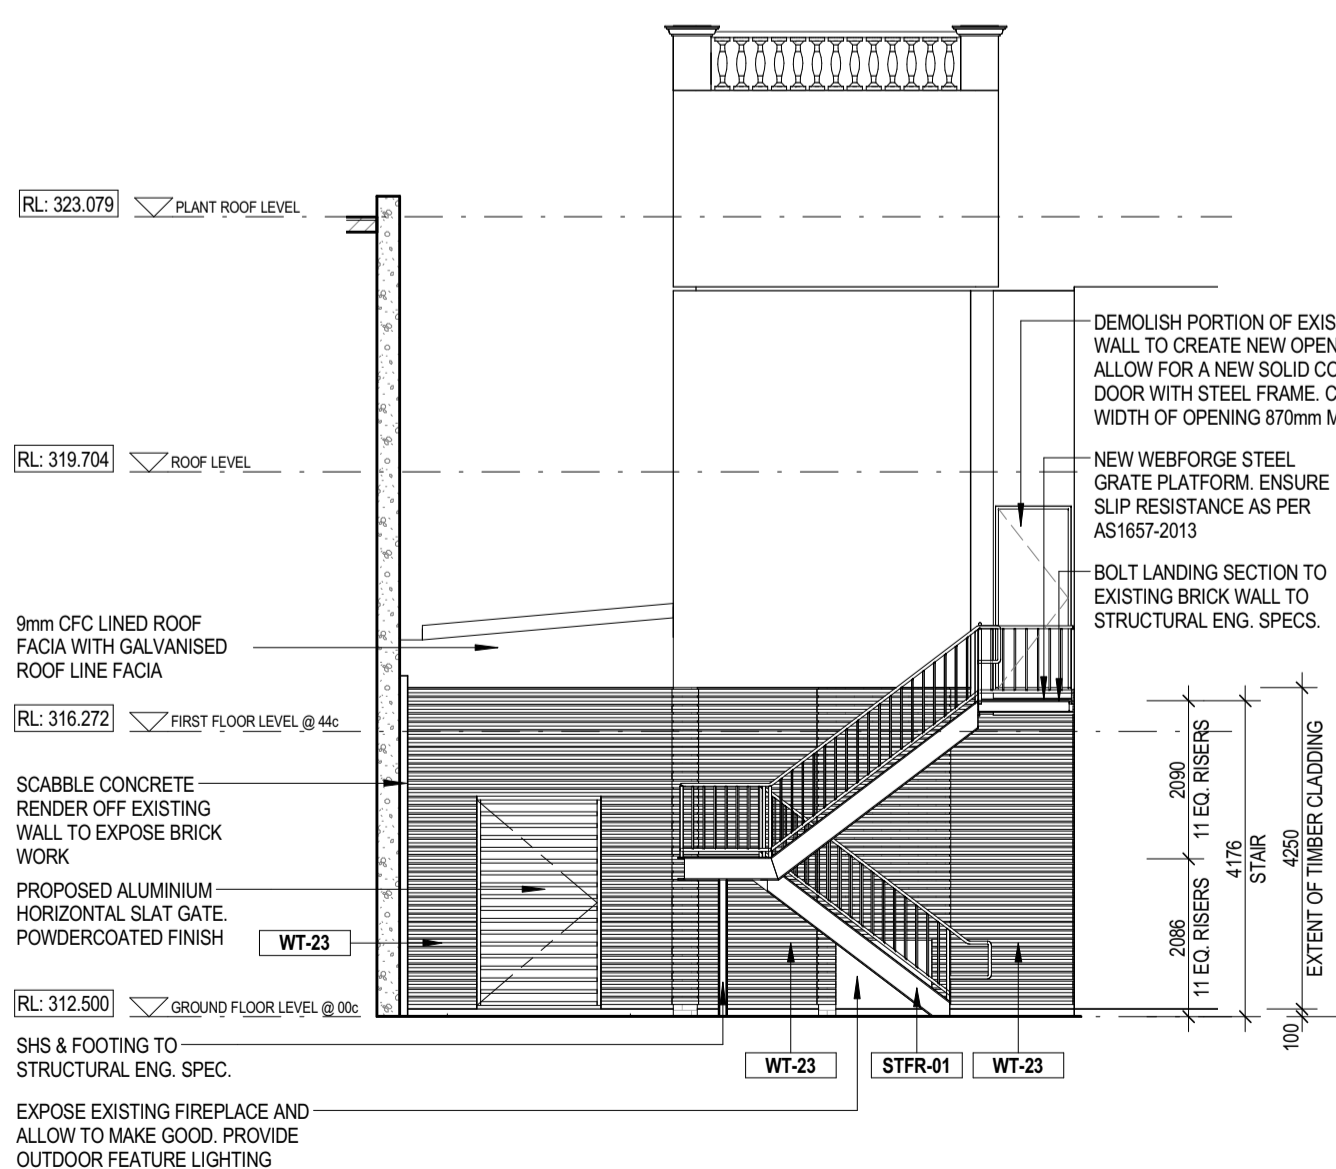 RL: 323.079
PLANT ROOF LEVEL
DEMOLISH PORTION OF EXIS
WALL TO CREATE NEW OPEN
ALLOW FOR A NEW SOLID CO
DOOR WITH STEEL FRAME. C
WIDTH OF OPENING 870mm M
RL: 319.704
ROOF LEVEL
NEW WEBFORGE STEEL
GRATE PLATFORM. ENSURE
SLIP RESISTANCE AS PER
AS1657-2013
BOLT LANDING SECTION TO
EXISTING BRICK WALL TO
STRUCTURAL ENG. SPECS.
9mm CFC LINED ROOF
FACIA WITH GALVANISED
ROOF LINE FACIA
RL: 316.272
FIRST FLOOR LEVEL @ 44c
SCABBLE CONCRETE
RENDER OFF EXISTING
WALL TO EXPOSE BRICK
WORK
PROPOSED ALUMINIUM
HORIZONTAL SLAT GATE.
POWDERCOATED FINISH
WT-23
2090
11 EQ. RISERS
2086
11 EQ. RISERS
4176
STAIR
4250
EXTENT OF TIMBER CLADDING
100
RL: 312.500
GROUND FLOOR LEVEL @ 00c
SHS & FOOTING TO
STRUCTURAL ENG. SPEC.
WT-23
STFR-01
WT-23
EXPOSE EXISTING FIREPLACE AND
ALLOW TO MAKE GOOD. PROVIDE
OUTDOOR FEATURE LIGHTING